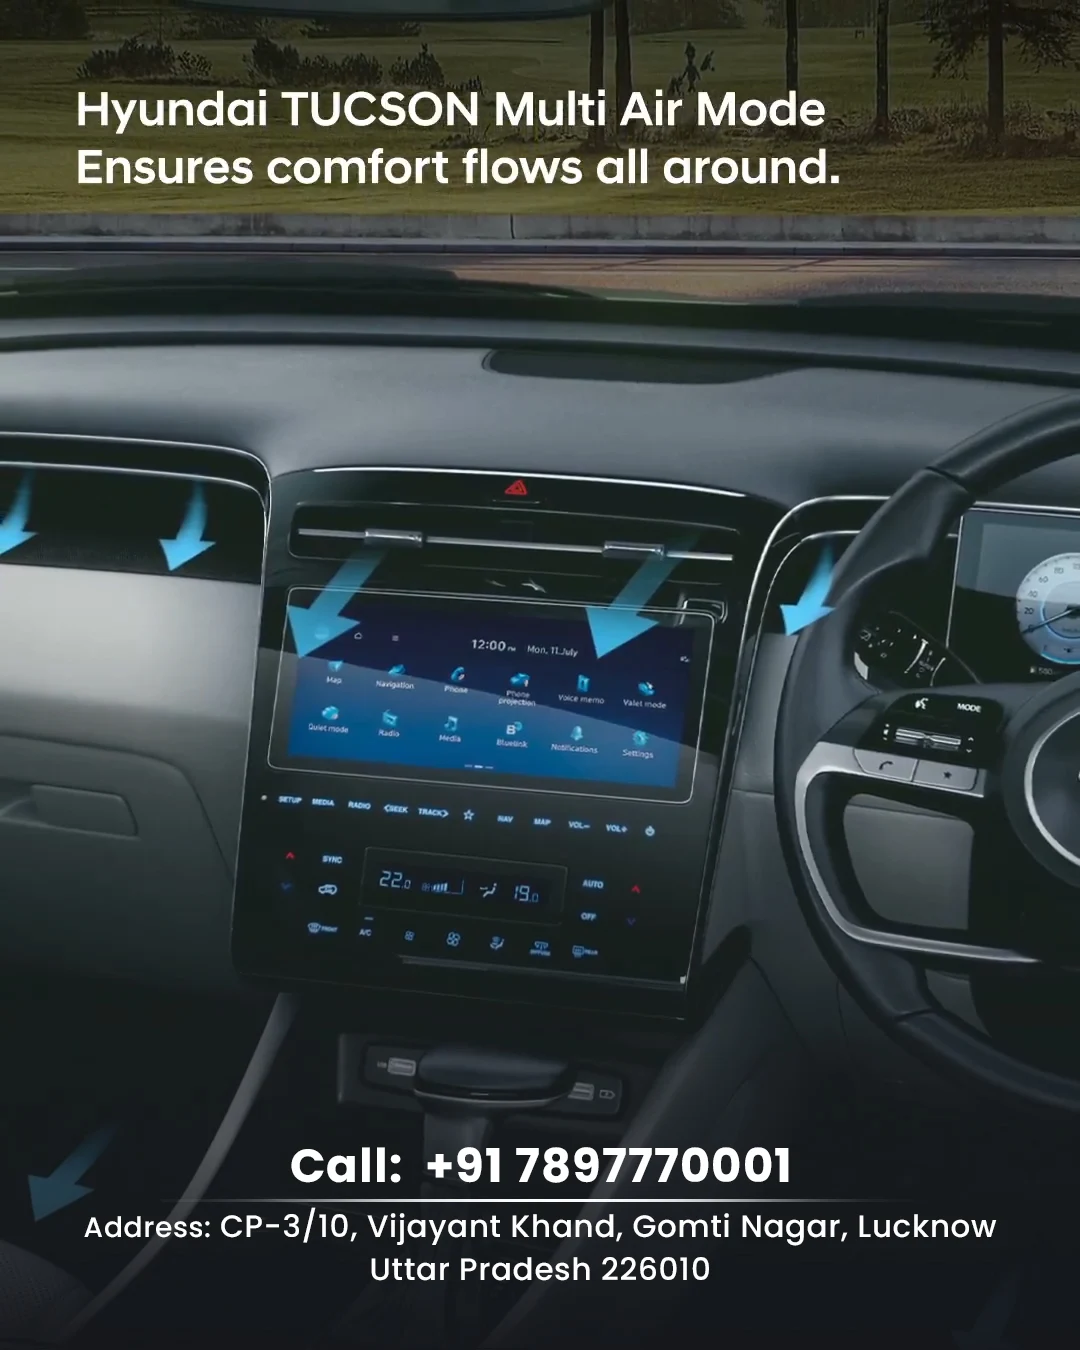 Hyundai TUCSON Multi Air Mode
Ensures comfort flows all around.
12:00 PM Mon, 11.July
Map Navigation Phone Phone projection Voice memo Valet mode
Quiet mode Radio Media Bluelink Notifications Settings
SETUP MEDIA RADIO <SEEK TRACK> ☆ NAV MAP VOL- VOL+
SYNC AUTO
22.0 19.0
OFF
FRONT A/C REAR
MODE
Call: +91 7897770001
Address: CP-3/10, Vijayant Khand, Gomti Nagar, Lucknow
Uttar Pradesh 226010